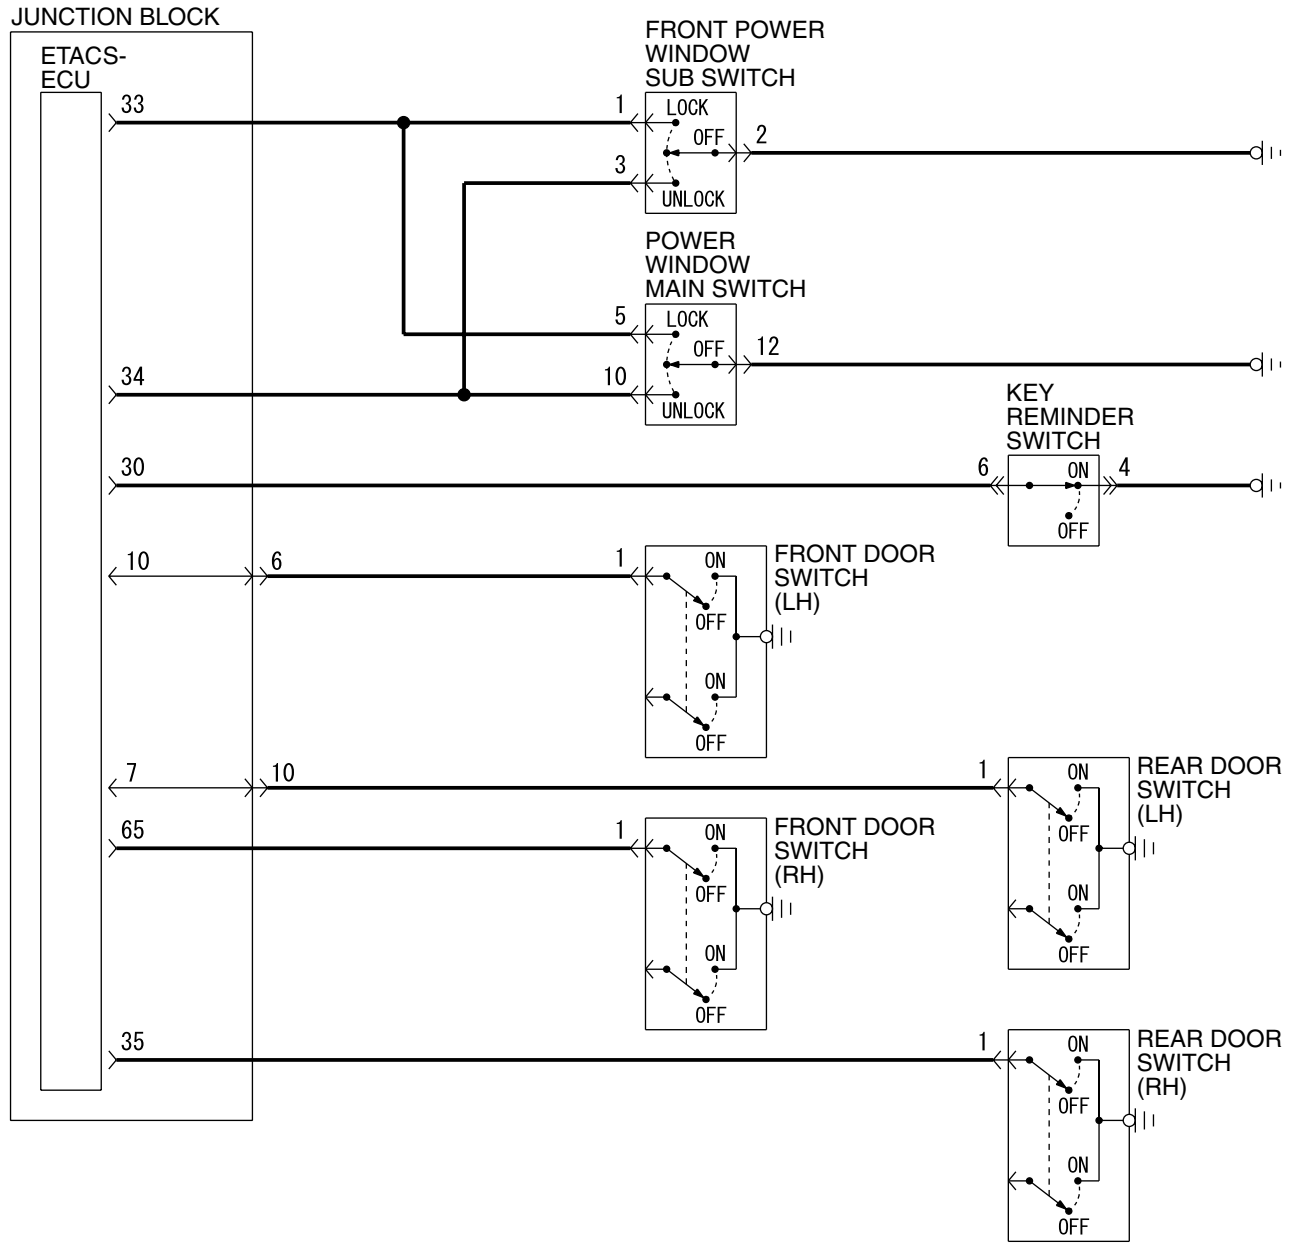 JUNCTION BLOCK
ETACS-
ECU
33
34
30
10
6
7
10
65
35
FRONT POWER
WINDOW
SUB SWITCH
1
LOCK
OFF
2
3
UNLOCK
POWER
WINDOW
MAIN SWITCH
5
LOCK
OFF
12
10
UNLOCK
KEY
REMINDER
SWITCH
6
ON
4
OFF
1
ON
OFF
ON
OFF
FRONT DOOR
SWITCH
(LH)
1
ON
OFF
ON
OFF
REAR DOOR
SWITCH
(LH)
1
ON
OFF
ON
OFF
FRONT DOOR
SWITCH
(RH)
1
ON
OFF
ON
OFF
REAR DOOR
SWITCH
(RH)